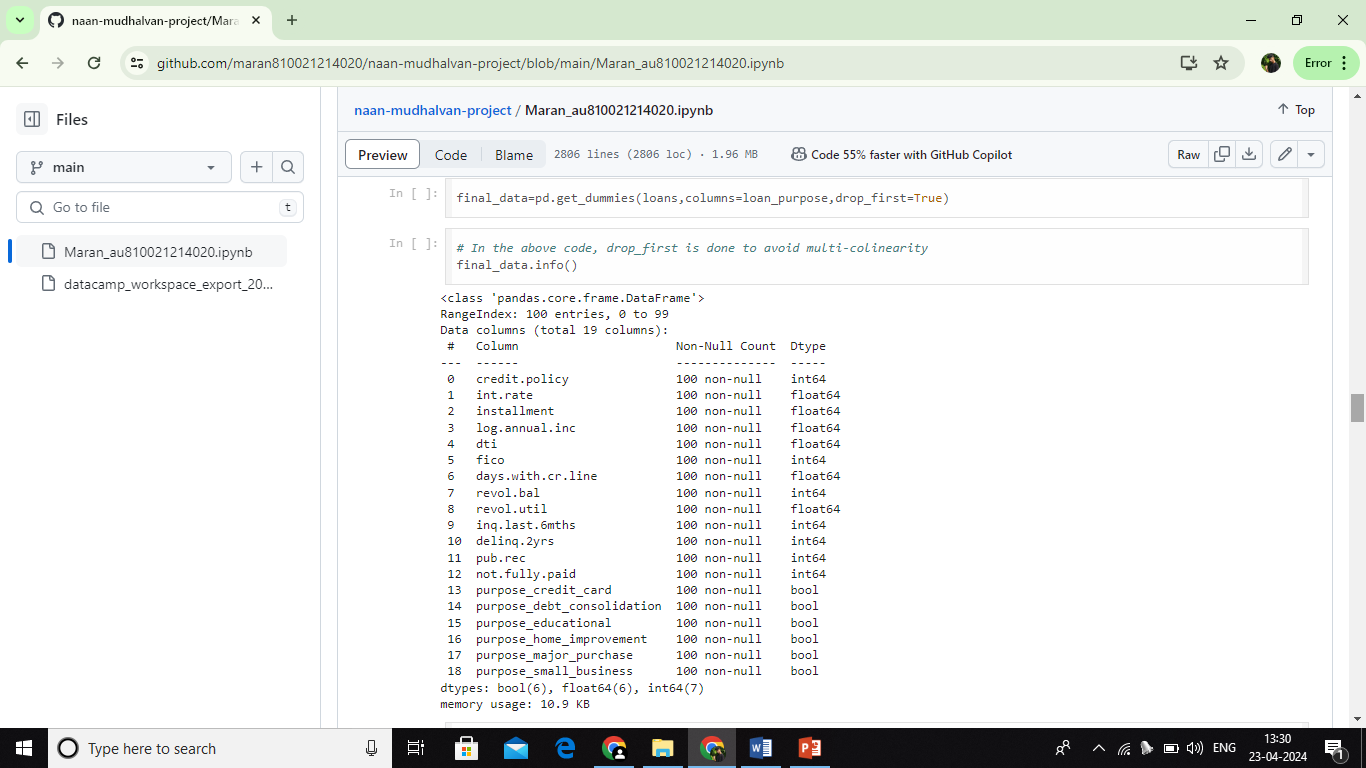 naan-mudhalvan-project/Mara
github.com/maran810021214020/naan-mudhalvan-project/blob/main/Maran_au810021214020.ipynb
Error
Files
main
Go to file
t
Maran_au810021214020.ipynb
datacamp_workspace_export_20...
naan-mudhalvan-project / Maran_au810021214020.ipynb
Top
Preview
Code
Blame
2806 lines (2806 loc) · 1.96 MB
Code 55% faster with GitHub Copilot
Raw
In [ ]:
final_data=pd.get_dummies(loans,columns=loan_purpose,drop_first=True)
In [ ]:
# In the above code, drop_first is done to avoid multi-colinearity
final_data.info()
<class 'pandas.core.frame.DataFrame'>
RangeIndex: 100 entries, 0 to 99
Data columns (total 19 columns):
 #   Column                      Non-Null Count  Dtype
---  ------                      --------------  -----
 0   credit.policy               100 non-null    int64
 1   int.rate                    100 non-null    float64
 2   installment                 100 non-null    float64
 3   log.annual.inc              100 non-null    float64
 4   dti                         100 non-null    float64
 5   fico                        100 non-null    int64
 6   days.with.cr.line           100 non-null    float64
 7   revol.bal                   100 non-null    int64
 8   revol.util                  100 non-null    float64
 9   inq.last.6mths              100 non-null    int64
 10  delinq.2yrs                 100 non-null    int64
 11  pub.rec                     100 non-null    int64
 12  not.fully.paid              100 non-null    int64
 13  purpose_credit_card         100 non-null    bool
 14  purpose_debt_consolidation  100 non-null    bool
 15  purpose_educational         100 non-null    bool
 16  purpose_home_improvement    100 non-null    bool
 17  purpose_major_purchase      100 non-null    bool
 18  purpose_small_business      100 non-null    bool
dtypes: bool(6), float64(6), int64(7)
memory usage: 10.9 KB
Type here to search
ENG
13:30
23-04-2024
1